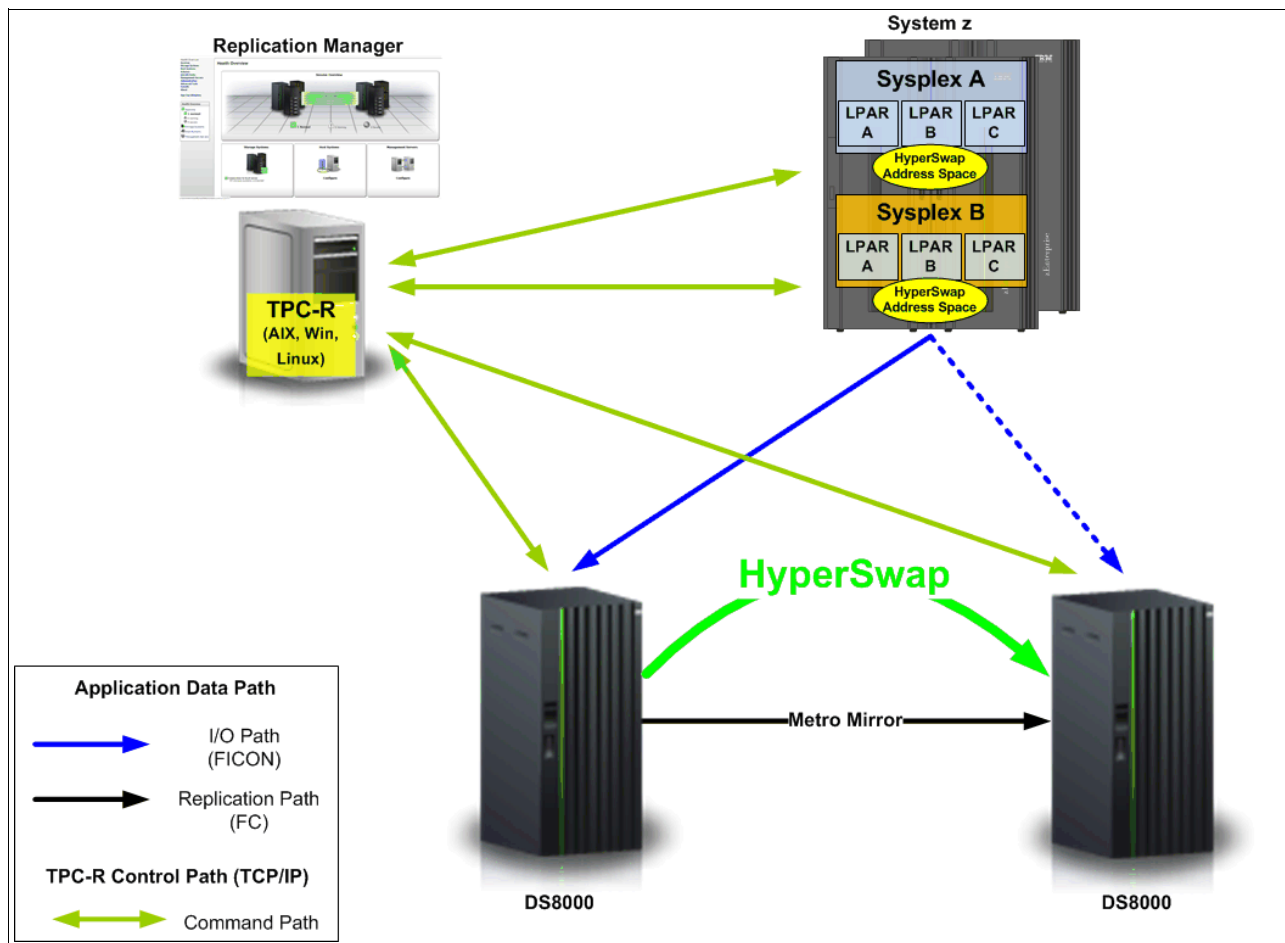 Replication Manager
Health Overview
System z
IBM
Sysplex A
LPAR A
LPAR B
LPAR C
HyperSwap
Address Space
Sysplex B
LPAR A
LPAR B
LPAR C
HyperSwap
Address Space
TPC-R
(AIX, Win,
Linux)
HyperSwap
Metro Mirror
DS8000
DS8000
Application Data Path
I/O Path
(FICON)
Replication Path
(FC)
TPC-R Control Path (TCP/IP)
Command Path